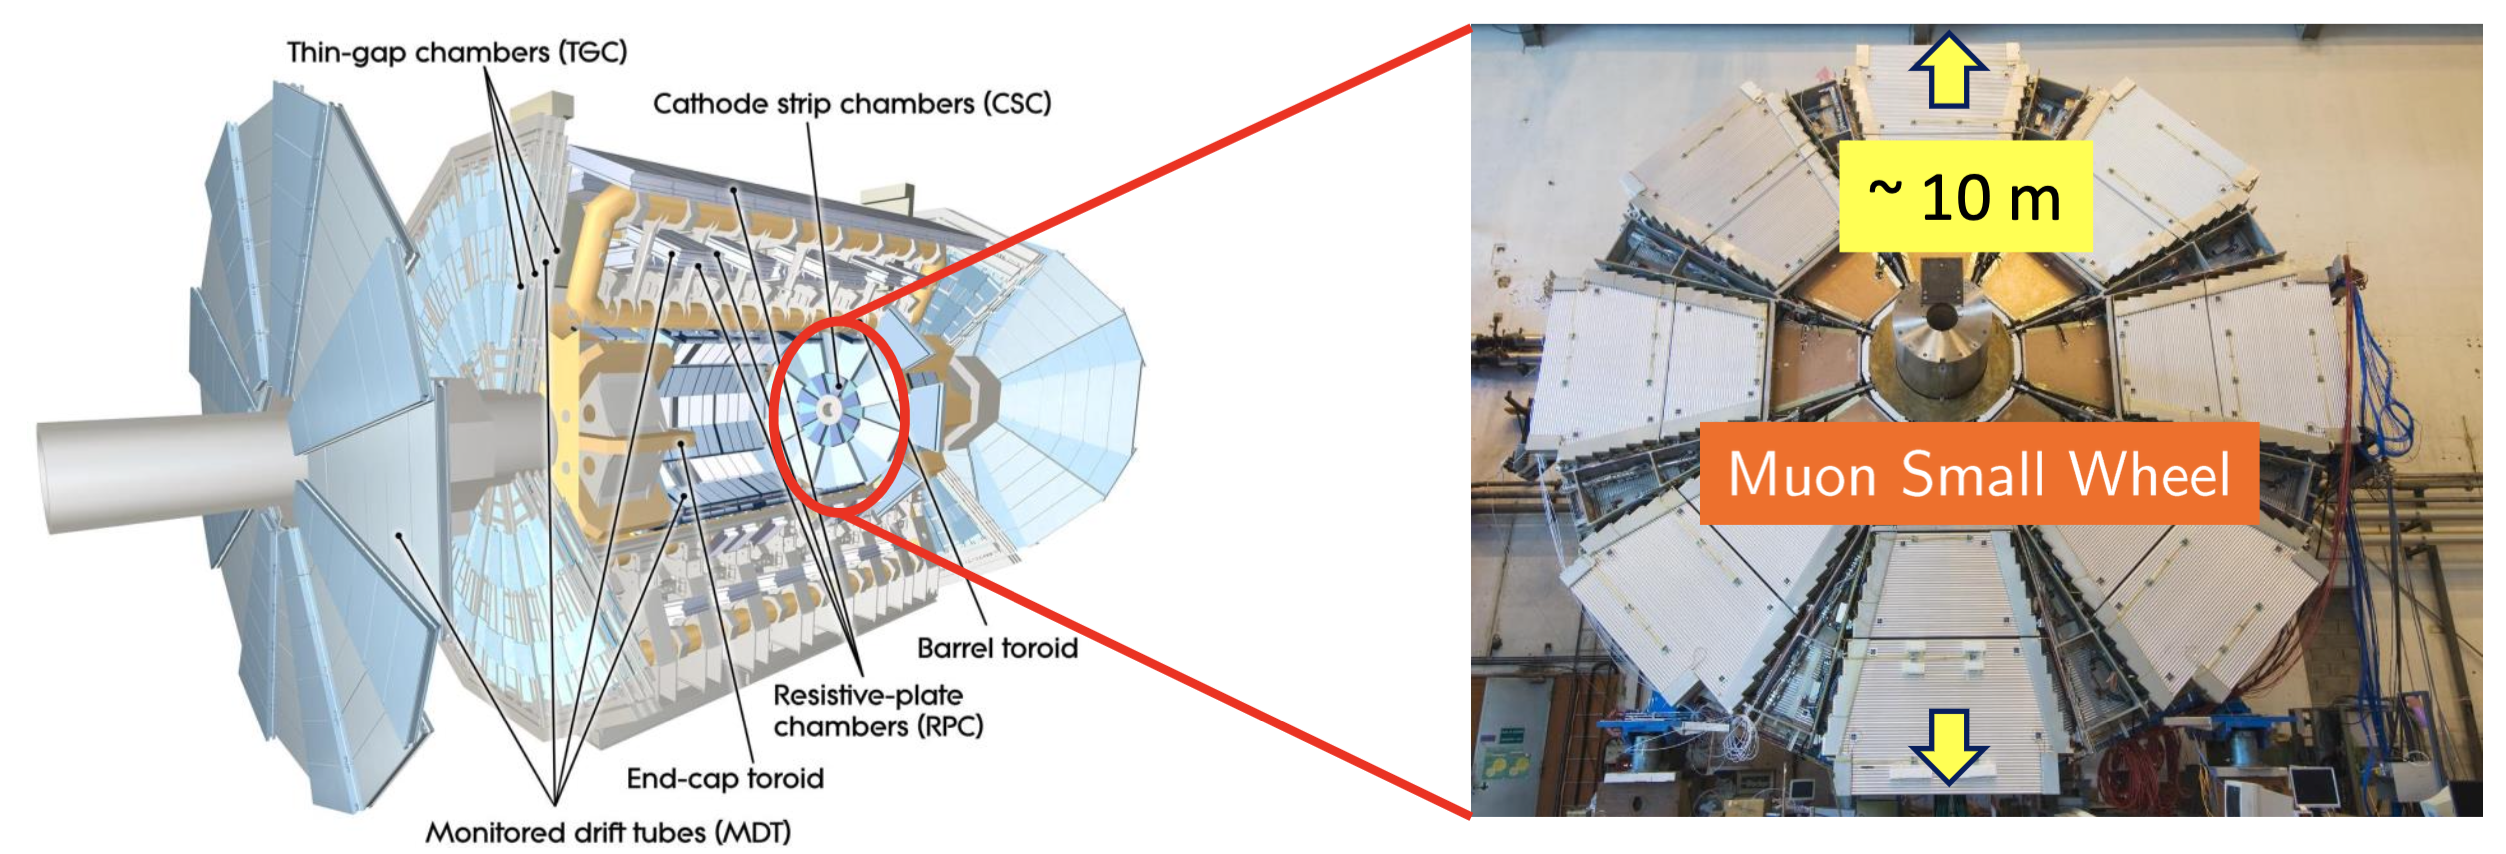 Thin-gap chambers (TGC)
Cathode strip chambers (CSC)
Barrel toroid
Resistive-plate
chambers (RPC)
End-cap toroid
Monitored drift tubes (MDT)
~ 10 m
Muon Small Wheel